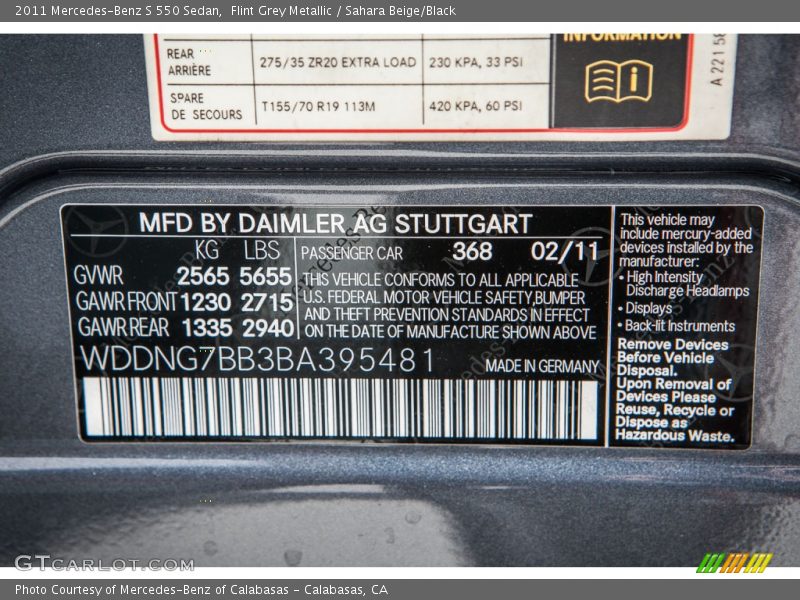 2011 Mercedes-Benz S 550 Sedan, Flint Grey Metallic / Sahara Beige/Black
INFORMATION
REAR
ARRIÈRE
275/35 ZR20 EXTRA LOAD
230 KPA, 33 PSI
SPARE
DE SECOURS
T155/70 R19 113M
420 KPA, 60 PSI
A 221 58
MFD BY DAIMLER AG STUTTGART
KG LBS
GVWR 2565 5655
GAWR FRONT 1230 2715
GAWR REAR 1335 2940
PASSENGER CAR 368 02/11
THIS VEHICLE CONFORMS TO ALL APPLICABLE
U.S. FEDERAL MOTOR VEHICLE SAFETY,BUMPER
AND THEFT PREVENTION STANDARDS IN EFFECT
ON THE DATE OF MANUFACTURE SHOWN ABOVE
WDDNG7BB3BA395481
MADE IN GERMANY
This vehicle may
include mercury-added
devices installed by the
manufacturer:
• High Intensity
Discharge Headlamps
• Displays
• Back-lit Instruments
Remove Devices
Before Vehicle
Disposal.
Upon Removal of
Devices Please
Reuse, Recycle or
Dispose as
Hazardous Waste.
GTCARLOT.COM
Photo Courtesy of Mercedes-Benz of Calabasas - Calabasas, CA